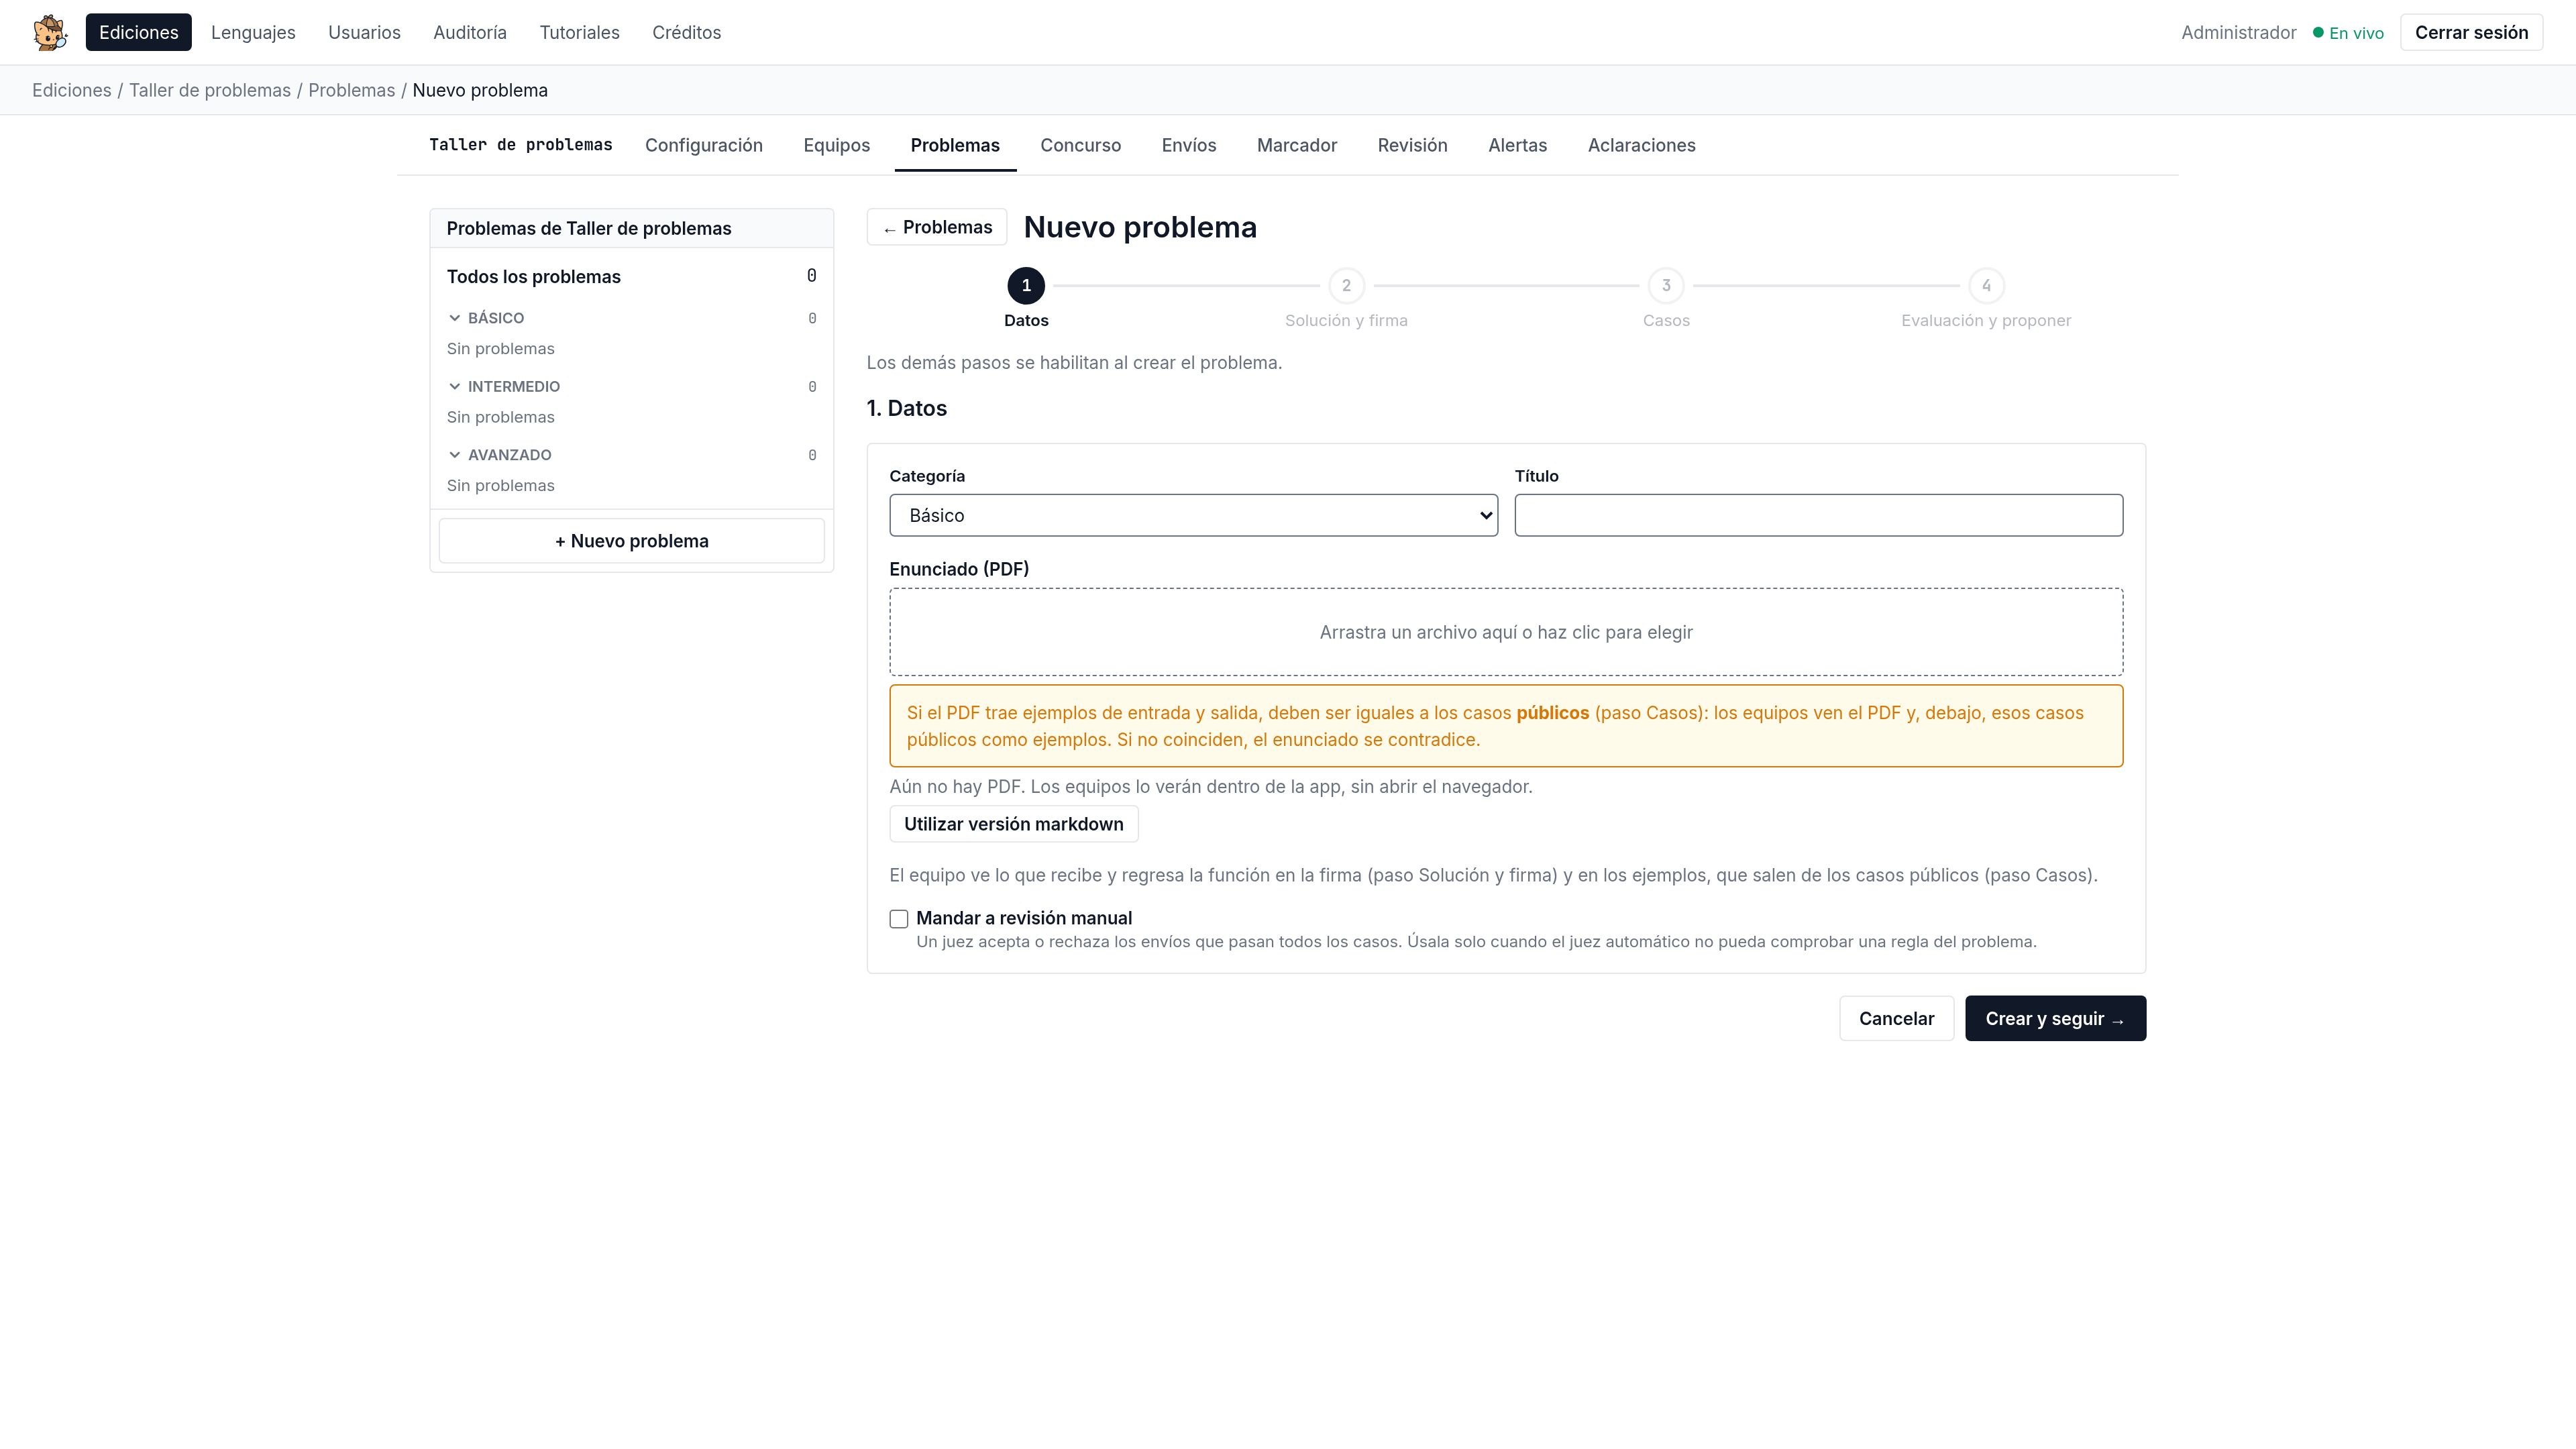 Ediciones Lenguajes Usuarios Auditoría Tutoriales Créditos Administrador En vivo Cerrar sesión
Ediciones / Taller de problemas / Problemas / Nuevo problema
Taller de problemas Configuración Equipos Problemas Concurso Envíos Marcador Revisión Alertas Aclaraciones
Problemas de Taller de problemas
Todos los problemas 0
BÁSICO 0
Sin problemas
INTERMEDIO 0
Sin problemas
AVANZADO 0
Sin problemas
+ Nuevo problema
← Problemas Nuevo problema
1 2 3 4
Datos Solución y firma Casos Evaluación y proponer
Los demás pasos se habilitan al crear el problema.
1. Datos
Categoría Título
Básico
Enunciado (PDF)
Arrastra un archivo aquí o haz clic para elegir
Si el PDF trae ejemplos de entrada y salida, deben ser iguales a los casos públicos (paso Casos): los equipos ven el PDF y, debajo, esos casos
públicos como ejemplos. Si no coinciden, el enunciado se contradice.
Aún no hay PDF. Los equipos lo verán dentro de la app, sin abrir el navegador.
Utilizar versión markdown
El equipo ve lo que recibe y regresa la función en la firma (paso Solución y firma) y en los ejemplos, que salen de los casos públicos (paso Casos).
Mandar a revisión manual
Un juez acepta o rechaza los envíos que pasan todos los casos. Úsala solo cuando el juez automático no pueda comprobar una regla del problema.
Cancelar Crear y seguir →